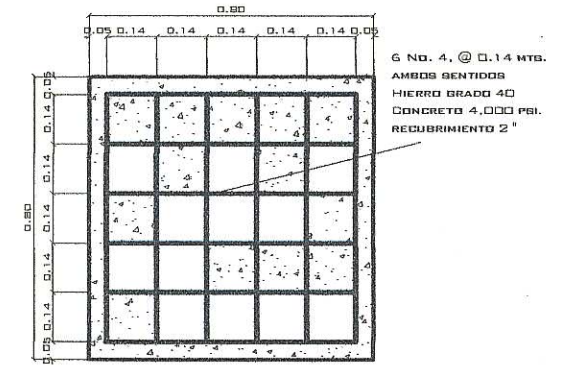 0.80
0.05 0.14 0.14 0.14 0.14 0.14 0.05
6 No. 4, @ 0.14 MTS.
AMBOS SENTIDOS
HIERRO GRADO 40
CONCRETO 4,000 PSI.
RECUBRIMIENTO 2"
0.80
0.05 0.14 0.14 0.14 0.14 0.14 0.05